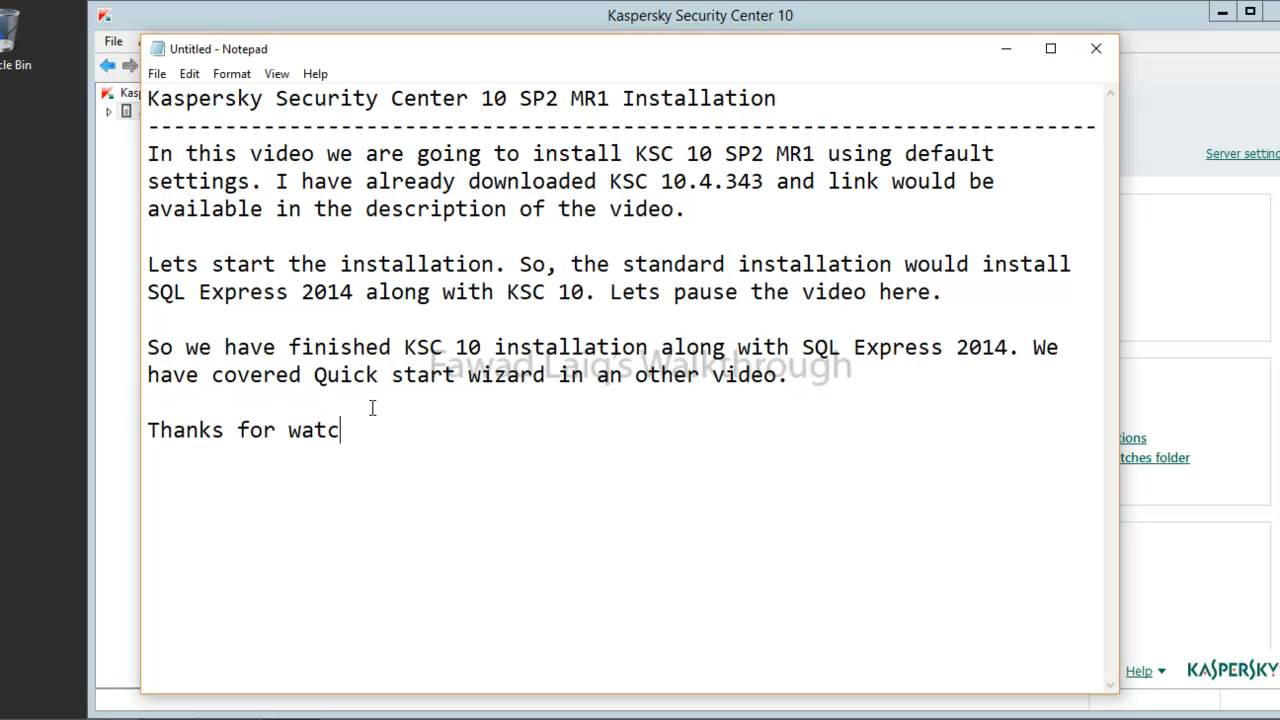 Kaspersky Security Center 10
cle Bin
File
Untitled - Notepad
File Edit Format View Help
Kas
Kaspersky Security Center 10 SP2 MR1 Installation
--------------------------------------------------------------------------
In this video we are going to install KSC 10 SP2 MR1 using default
settings. I have already downloaded KSC 10.4.343 and link would be
available in the description of the video.
Server setting
Lets start the installation. So, the standard installation would install
SQL Express 2014 along with KSC 10. Lets pause the video here.
So we have finished KSC 10 installation along with SQL Express 2014. We
have covered Quick start wizard in an other video.
Fawad Laiq's Walkthrough
Thanks for watc
tions
tches folder
Help
KASPERSKY